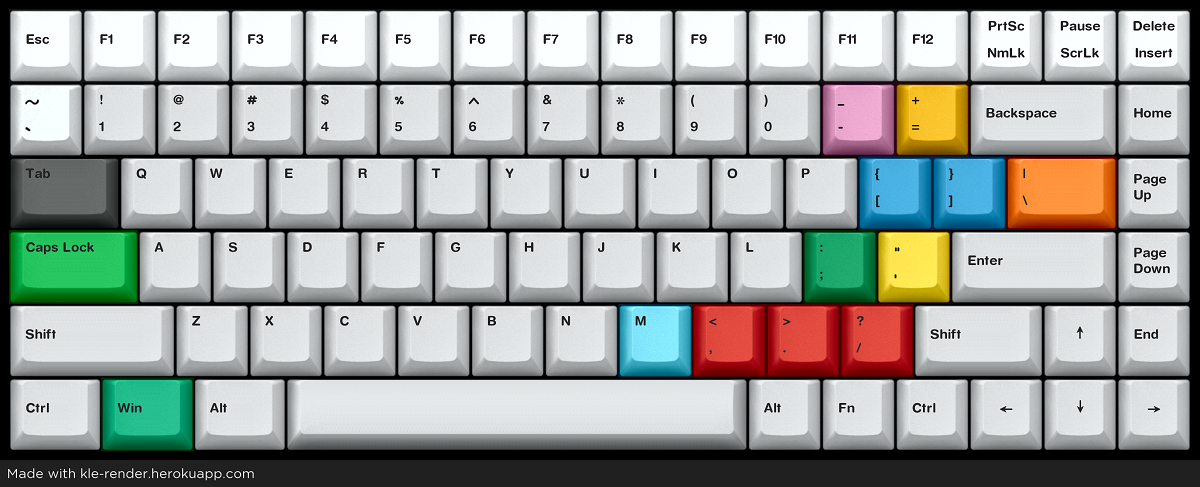 Esc F1 F2 F3 F4 F5 F6 F7 F8 F9 F10 F11 F12 PrtSc Pause Delete
NmLk ScrLk Insert
~ ! @ # $ % ^ & * ( ) _ +
` 1 2 3 4 5 6 7 8 9 0 - = Backspace Home
Tab Q W E R T Y U I O P { } | Page
[ ] \ Up
Caps Lock A S D F G H J K L : " Enter Page
; ' Down
Shift Z X C V B N M < > ? Shift ↑ End
, . /
Ctrl Win Alt Alt Fn Ctrl ← ↓ →
Made with kle-render.herokuapp.com